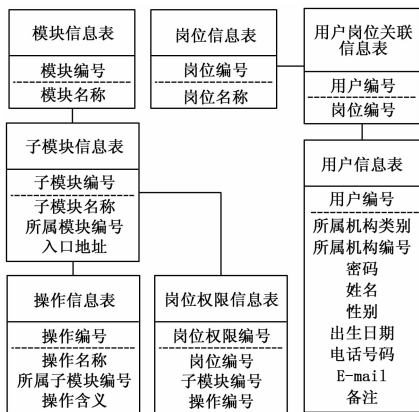 模块信息表
模块编号
模块名称
岗位信息表
岗位编号
岗位名称
用户岗位关联
信息表
用户编号
岗位编号
子模块信息表
子模块编号
子模块名称
所属模块编号
入口地址
用户信息表
用户编号
所属机构类别
所属机构编号
密码
姓名
性别
出生日期
电话号码
E-mail
备注
操作信息表
操作编号
操作名称
所属子模块编号
操作含义
岗位权限信息表
岗位权限编号
岗位编号
子模块编号
操作编号